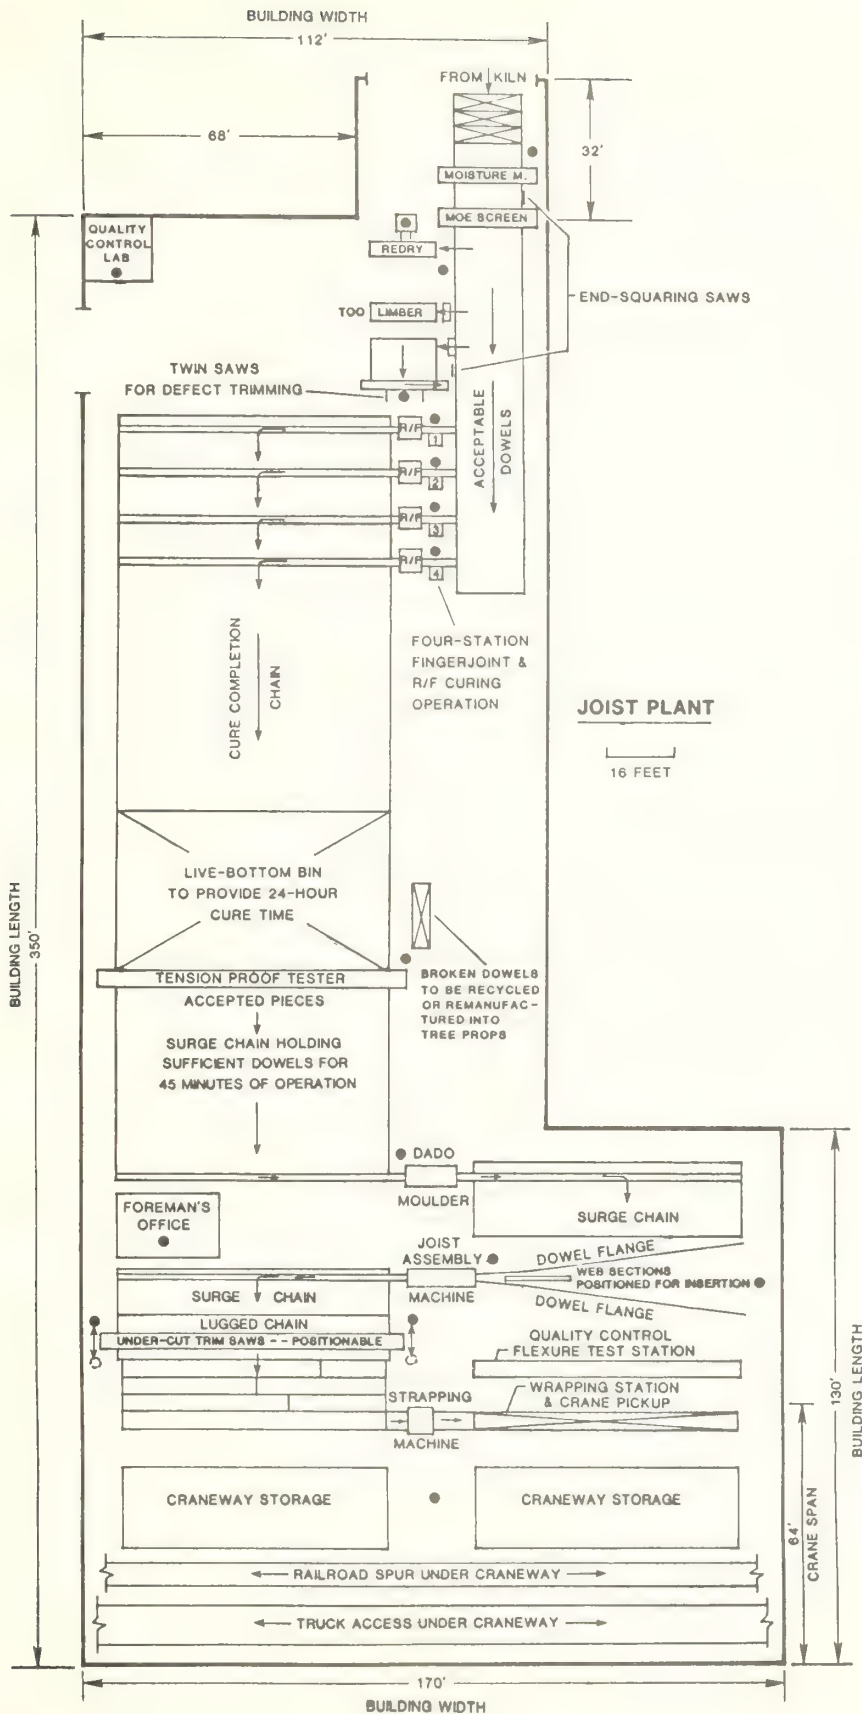 BUILDING WIDTH
112'
FROM KILN
68'
32'
MOISTURE M.
MOE SCREEN
QUALITY
CONTROL
LAB
REDRY
END-SQUARING SAWS
TOO LIMBER
TWIN SAWS
FOR DEFECT TRIMMING
ACCEPTABLE
DOWELS
R/F
1
R/F
2
R/F
3
R/F
4
FOUR-STATION
FINGERJOINT &
R/F CURING
OPERATION
CURE COMPLETION
CHAIN
JOIST PLANT
16 FEET
LIVE-BOTTOM BIN
TO PROVIDE 24-HOUR
CURE TIME
BUILDING LENGTH
350'
TENSION PROOF TESTER
ACCEPTED PIECES
BROKEN DOWELS
TO BE RECYCLED
OR REMANUFAC-
TURED INTO
TREE PROPS
SURGE CHAIN HOLDING
SUFFICIENT DOWELS FOR
45 MINUTES OF OPERATION
DADO
MOULDER
FOREMAN'S
OFFICE
SURGE CHAIN
JOIST
ASSEMBLY
MACHINE
DOWEL FLANGE
WEB SECTIONS
POSITIONED FOR INSERTION
DOWEL FLANGE
SURGE CHAIN
LUGGED CHAIN
UNDER-CUT TRIM SAWS -- POSITIONABLE
QUALITY CONTROL
FLEXURE TEST STATION
STRAPPING
MACHINE
WRAPPING STATION
& CRANE PICKUP
130'
BUILDING LENGTH
CRANEWAY STORAGE
CRANEWAY STORAGE
64'
CRANE SPAN
RAILROAD SPUR UNDER CRANEWAY
TRUCK ACCESS UNDER CRANEWAY
170'
BUILDING WIDTH